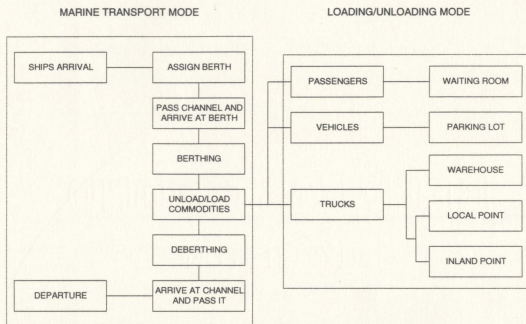 MARINE TRANSPORT MODE
LOADING/UNLOADING MODE
SHIPS ARRIVAL
ASSIGN BERTH
PASS CHANNEL AND
ARRIVE AT BERTH
BERTHING
UNLOAD/LOAD
COMMODITIES
DEBERTHING
DEPARTURE
ARRIVE AT CHANNEL
AND PASS IT
PASSENGERS
WAITING ROOM
VEHICLES
PARKING LOT
TRUCKS
WAREHOUSE
LOCAL POINT
INLAND POINT